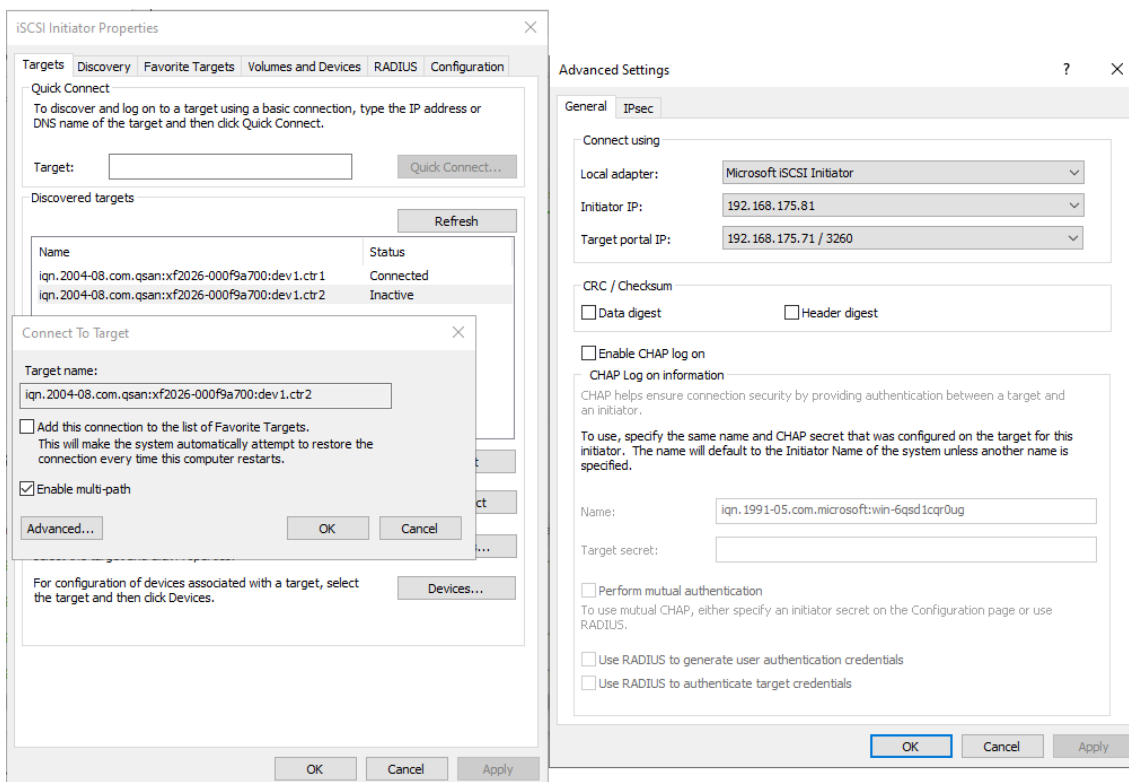 iSCSI Initiator Properties
Targets Discovery Favorite Targets Volumes and Devices RADIUS Configuration
Quick Connect
To discover and log on to a target using a basic connection, type the IP address or
DNS name of the target and then click Quick Connect.
Target:
Quick Connect...
Discovered targets
Refresh
Name Status
iqn.2004-08.com.qsan:xf2026-000f9a700:dev1.ctr1 Connected
iqn.2004-08.com.qsan:xf2026-000f9a700:dev1.ctr2 Inactive
Connect To Target
Target name:
iqn.2004-08.com.qsan:xf2026-000f9a700:dev1.ctr2
Add this connection to the list of Favorite Targets.
This will make the system automatically attempt to restore the
connection every time this computer restarts.
Enable multi-path
Advanced... OK Cancel
For configuration of devices associated with a target, select
the target and then click Devices.
Devices...
OK Cancel Apply
Advanced Settings ?
General IPsec
Connect using
Local adapter: Microsoft iSCSI Initiator
Initiator IP: 192.168.175.81
Target portal IP: 192.168.175.71 / 3260
CRC / Checksum
Data digest Header digest
Enable CHAP log on
CHAP Log on information
CHAP helps ensure connection security by providing authentication between a target and
an initiator.
To use, specify the same name and CHAP secret that was configured on the target for this
initiator. The name will default to the Initiator Name of the system unless another name is
specified.
Name: iqn.1991-05.com.microsoft:win-6qsd1cqr0ug
Target secret:
Perform mutual authentication
To use mutual CHAP, either specify an initiator secret on the Configuration page or use
RADIUS.
Use RADIUS to generate user authentication credentials
Use RADIUS to authenticate target credentials
OK Cancel Apply